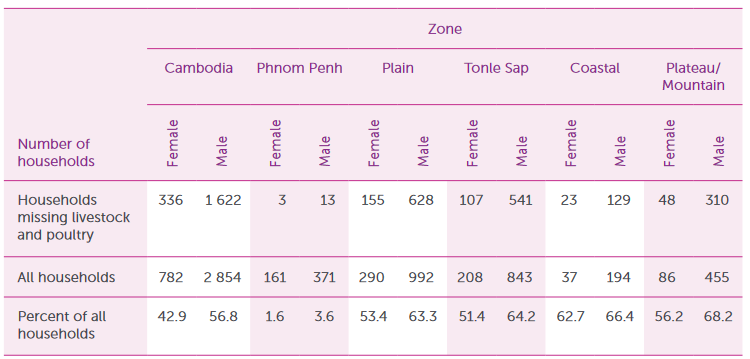 Zone
Cambodia Phnom Penh Plain Tonle Sap Coastal Plateau/
Mountain
Number of
households
Female Male Female Male Female Male Female Male Female Male Female Male
Households
missing livestock
and poultry
336 1 622 3 13 155 628 107 541 23 129 48 310
All households 782 2 854 161 371 290 992 208 843 37 194 86 455
Percent of all
households
42.9 56.8 1.6 3.6 53.4 63.3 51.4 64.2 62.7 66.4 56.2 68.2